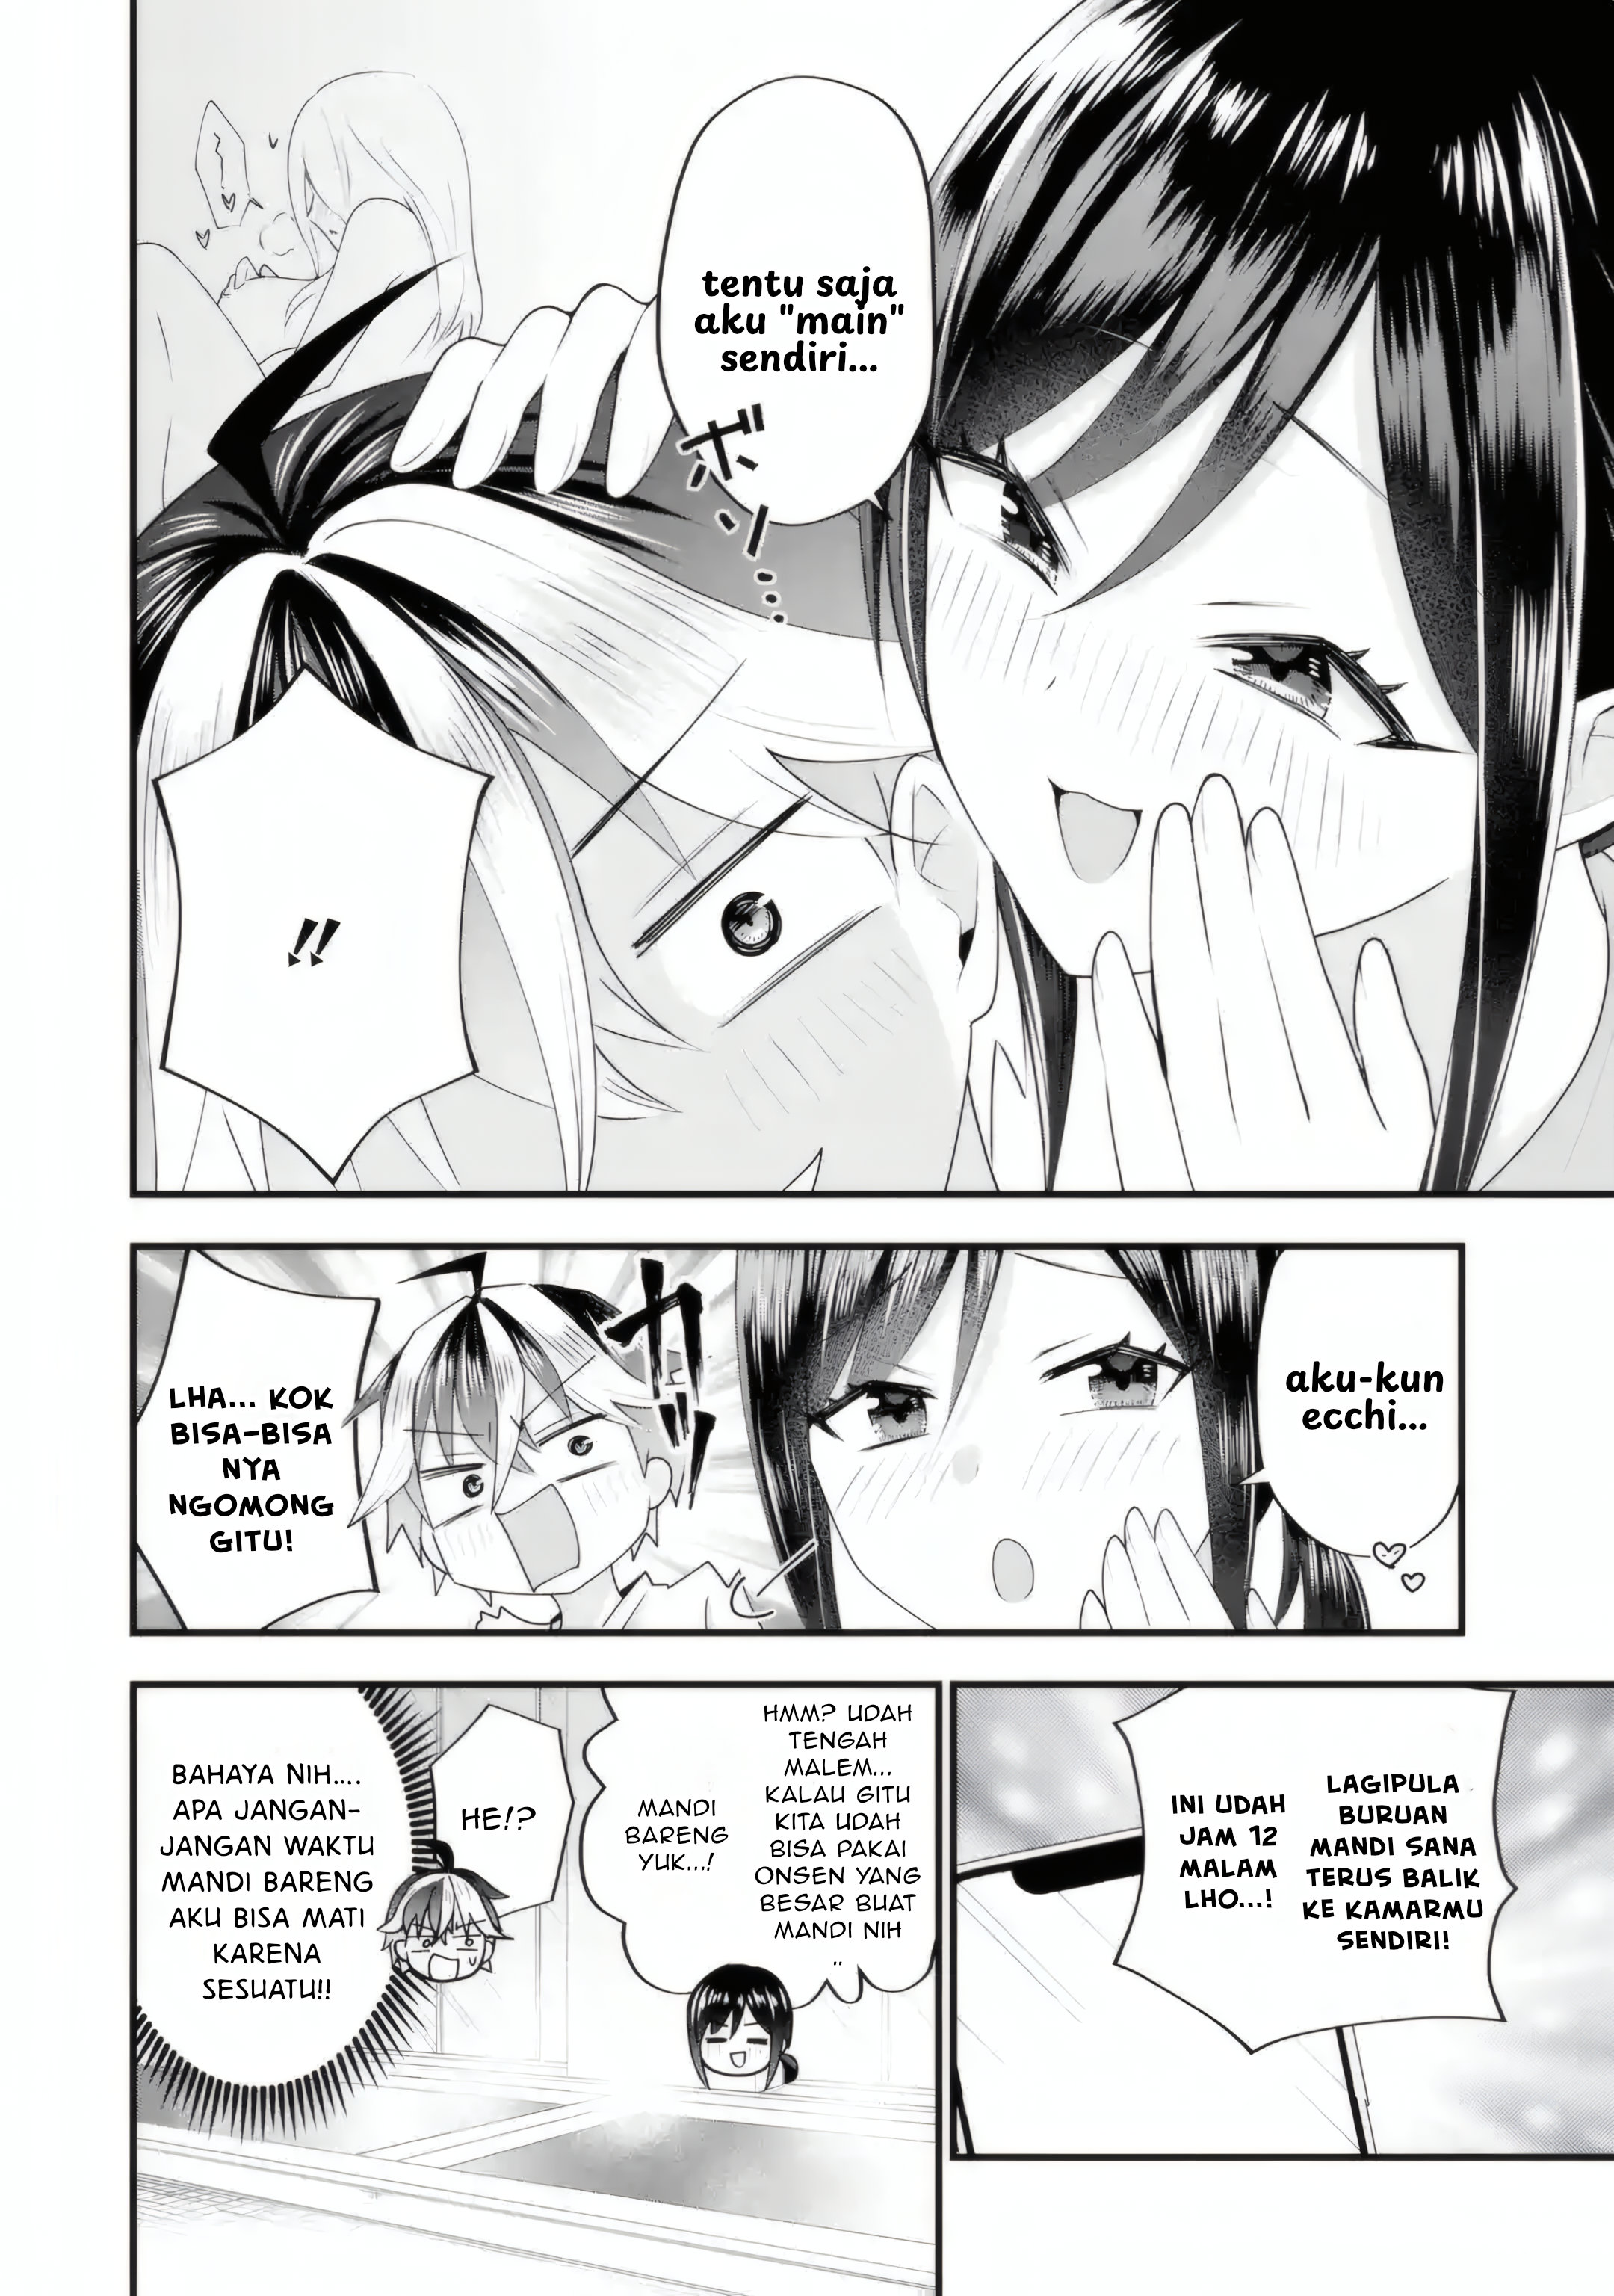 tentu saja
aku "main"
sendiri...
ボッ...
!!
aku-kun
ecchi...
カッ
LHA... KOK
BISA-BISA
NYA
NGOMONG
GITU!
LAGIPULA
BURUAN
MANDI SANA
TERUS BALIK
KE KAMARMU
SENDIRI!
INI UDAH
JAM 12
MALAM
LHO...!
HMM? UDAH
TENGAH
MALEM...
KALAU GITU
KITA UDAH
BISA PAKAI
ONSEN YANG
BESAR BUAT
MANDI NIH
..
MANDI
BARENG
YUK...!
HE!?
BAHAYA NIH....
APA JANGAN-
JANGAN WAKTU
MANDI BARENG
AKU BISA MATI
KARENA
SESUATU!!